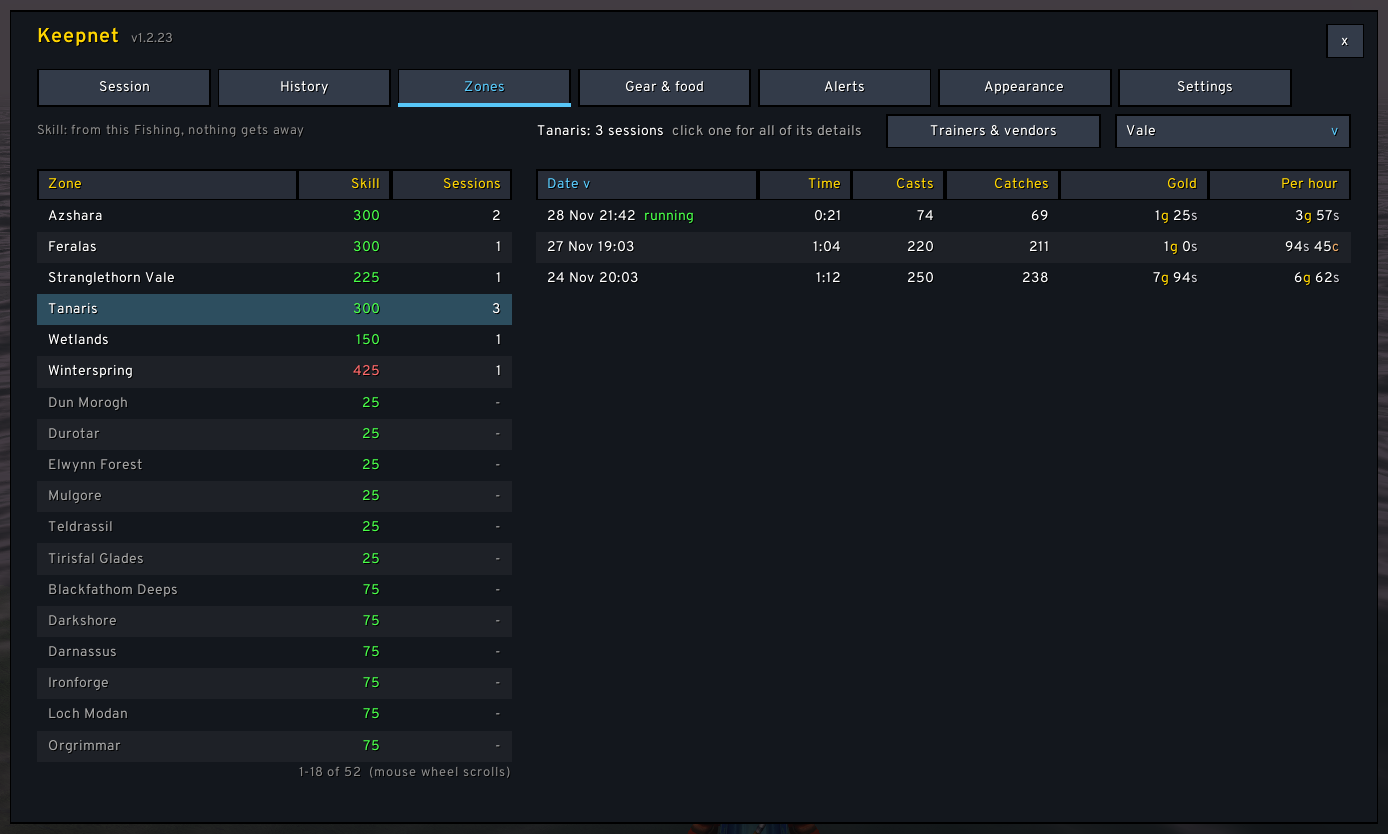 Keepnet v1.2.23
x
Session History Zones Gear & food Alerts Appearance Settings
Skill: from this Fishing, nothing gets away
Tanaris: 3 sessions click one for all of its details
Trainers & vendors
Vale v
Zone Skill Sessions
Azshara 300 2
Feralas 300 1
Stranglethorn Vale 225 1
Tanaris 300 3
Wetlands 150 1
Winterspring 425 1
Dun Morogh 25 -
Durotar 25 -
Elwynn Forest 25 -
Mulgore 25 -
Teldrassil 25 -
Tirisfal Glades 25 -
Blackfathom Deeps 75 -
Darkshore 75 -
Darnassus 75 -
Ironforge 75 -
Loch Modan 75 -
Orgrimmar 75 -
1-18 of 52 (mouse wheel scrolls)
Date v Time Casts Catches Gold Per hour
28 Nov 21:42 running 0:21 74 69 1g 25s 3g 57s
27 Nov 19:03 1:04 220 211 1g 0s 94s 45c
24 Nov 20:03 1:12 250 238 7g 94s 6g 62s